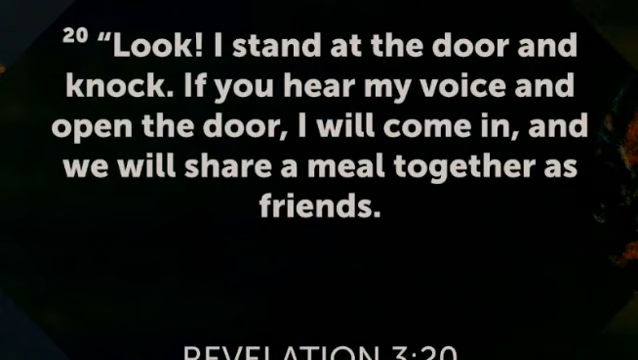 20 “Look! I stand at the door and
knock. If you hear my voice and
open the door, I will come in, and
we will share a meal together as
friends.
REVELATION 3:20